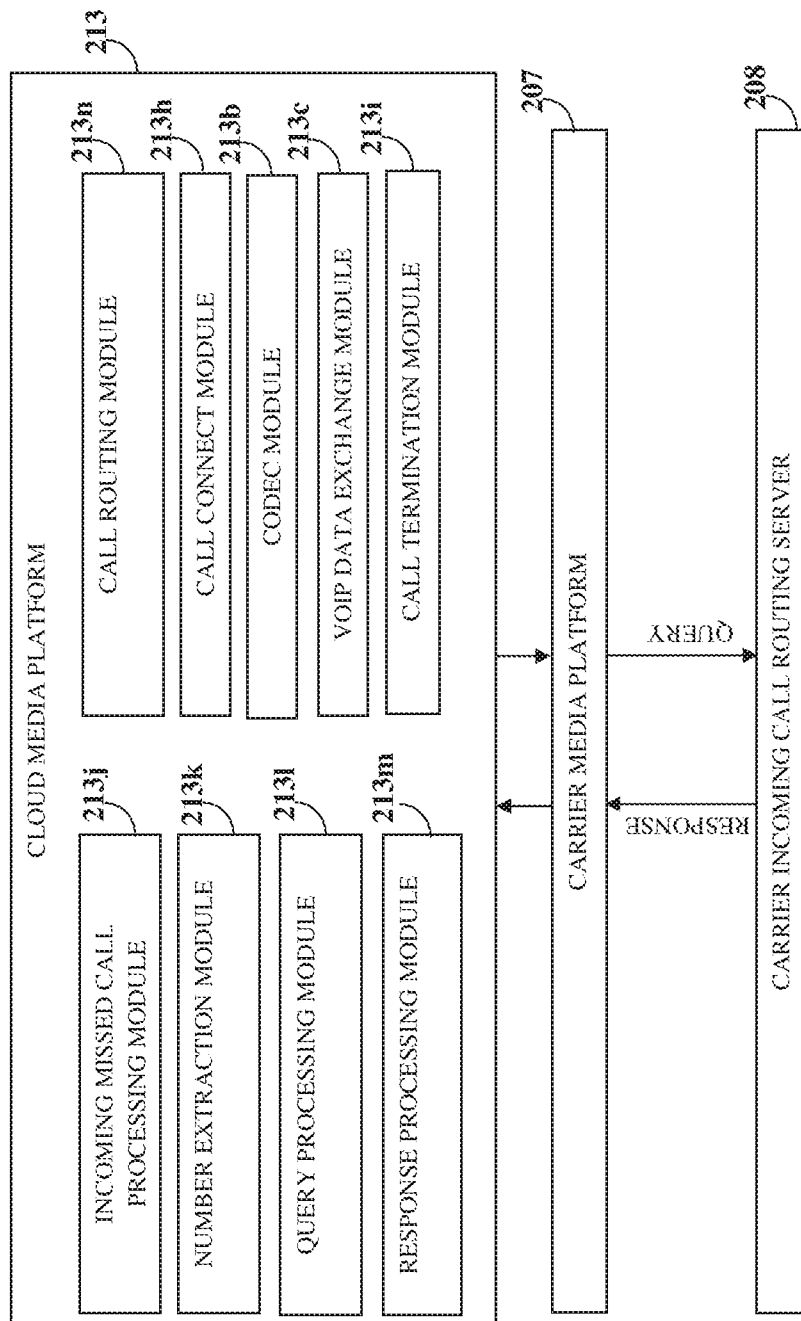 CLOUD MEDIA PLATFORM
213
INCOMING MISSED CALL
PROCESSING MODULE
213j
NUMBER EXTRACTION MODULE
213k
QUERY PROCESSING MODULE
213l
RESPONSE PROCESSING MODULE
213m
CALL ROUTING MODULE
213n
CALL CONNECT MODULE
213h
CODEC MODULE
213b
VOIP DATA EXCHANGE MODULE
213c
CALL TERMINATION MODULE
213i
CARRIER MEDIA PLATFORM
207
RESPONSE
QUERY
CARRIER INCOMING CALL ROUTING SERVER
208